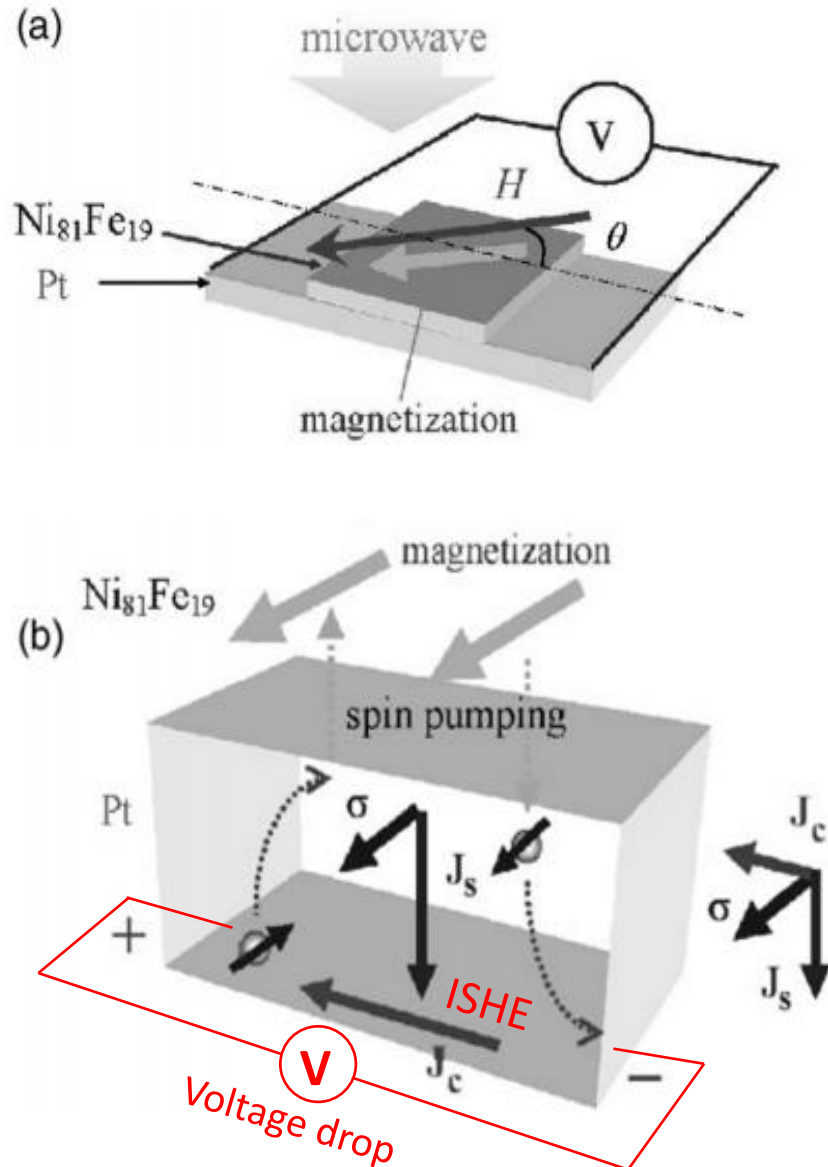 (a)
microwave
V
H
Ni81Fe19
θ
Pt
magnetization
magnetization
Ni81Fe19
(b)
spin pumping
Pt
σ
Js
Jc
σ
Js
+
ISHE
V
Jc
−
Voltage drop